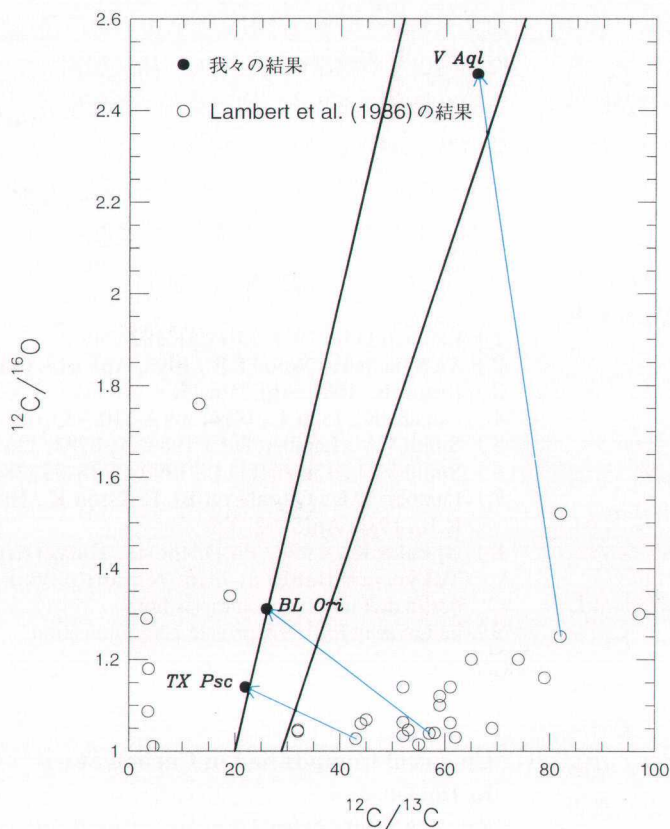 2.6
2.4
2.2
2
1.8
1.6
1.4
1.2
1
¹²C/¹⁶O
● 我々の結果
○ Lambert et al. (1986)の結果
V Aql
BL Ori
TX Psc
0 20 40 60 80 100
¹²C/¹³C